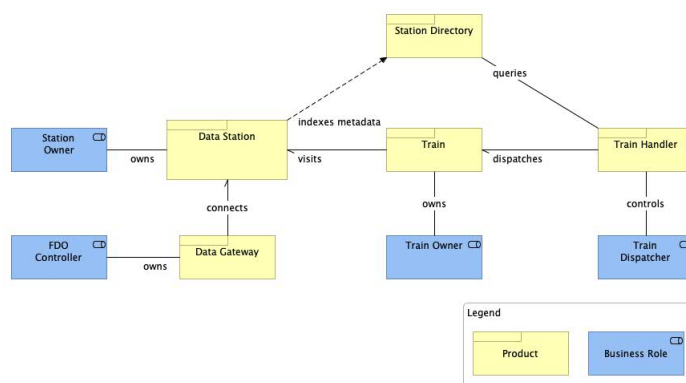 Station Directory
queries
indexes metadata
Station
Owner
owns
Data Station
visits
Train
dispatches
Train Handler
connects
owns
controls
FDO
Controller
owns
Data Gateway
Train Owner
Train
Dispatcher
Legend
Product
Business Role